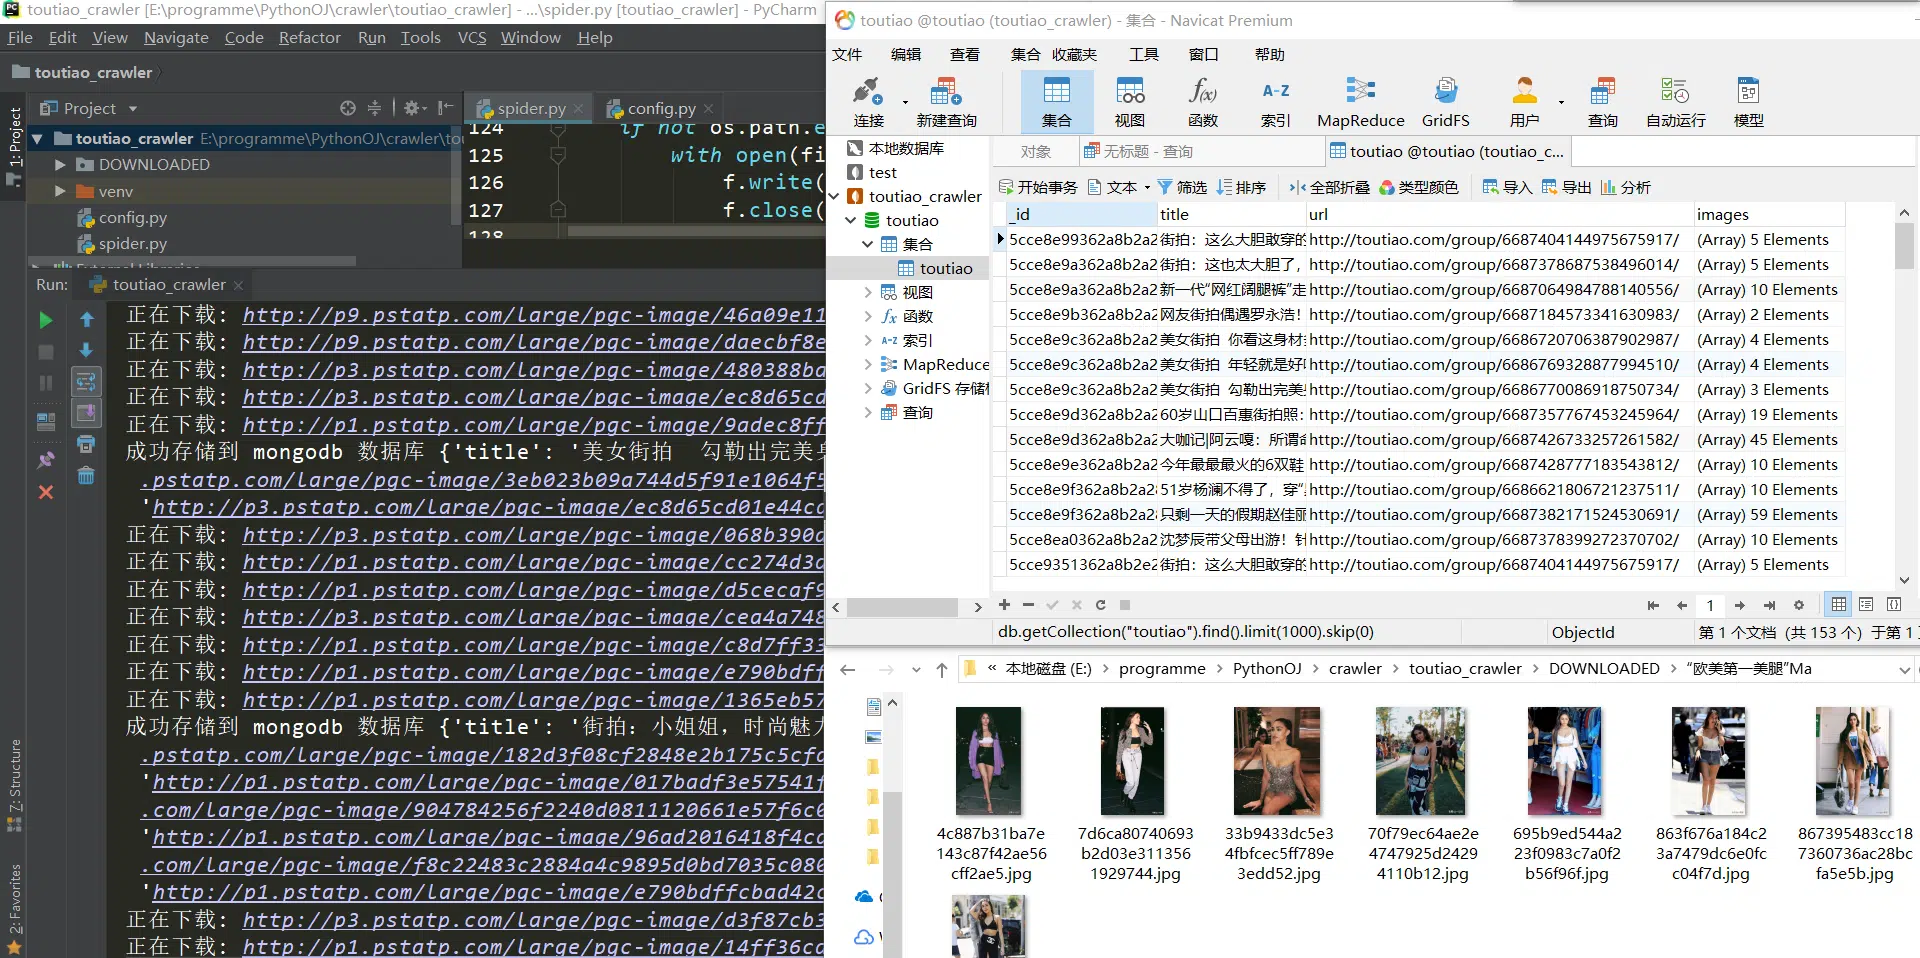 toutiao_crawler [E:\programme\PythonOJ\crawler\toutiao_crawler] - ...\spider.py [toutiao_crawler] - PyCharm
File Edit View Navigate Code Refactor Run Tools VCS Window Help
toutiao_crawler
1: Project
Project
toutiao_crawler E:\programme\PythonOJ\crawler\to
DOWNLOADED
venv
config.py
spider.py
External Libraries
spider.py
config.py
124 if not os.path.e
125 with open(fi
126 f.write(
127 f.close(
128
Run: toutiao_crawler
正在下载: http://p9.pstatp.com/large/pgc-image/46a09e11
正在下载: http://p9.pstatp.com/large/pgc-image/daecbf8e
正在下载: http://p3.pstatp.com/large/pgc-image/480388ba
正在下载: http://p3.pstatp.com/large/pgc-image/ec8d65cd
正在下载: http://p1.pstatp.com/large/pgc-image/9adec8ff
成功存储到 mongodb 数据库 {'title': '美女街拍 勾勒出完美身
.pstatp.com/large/pgc-image/3eb023b09a744d5f91e1064f5
'http://p3.pstatp.com/large/pgc-image/ec8d65cd01e44cd
正在下载: http://p3.pstatp.com/large/pgc-image/068b390d
正在下载: http://p1.pstatp.com/large/pgc-image/cc274d3d
正在下载: http://p1.pstatp.com/large/pgc-image/d5cecaf9
正在下载: http://p3.pstatp.com/large/pgc-image/cea4a748
正在下载: http://p1.pstatp.com/large/pgc-image/c8d7ff33
正在下载: http://p1.pstatp.com/large/pgc-image/e790bdff
正在下载: http://p1.pstatp.com/large/pgc-image/1365eb57
成功存储到 mongodb 数据库 {'title': '街拍: 小姐姐, 时尚魅力
.pstatp.com/large/pgc-image/182d3f08cf2848e2b175c5cfd
'http://p1.pstatp.com/large/pgc-image/017badf3e57541f
.com/large/pgc-image/904784256f2240d0811120661e57f6c0
'http://p1.pstatp.com/large/pgc-image/96ad2016418f4cc
.com/large/pgc-image/f8c22483c2884a4c9895d0bd7035c080
'http://p1.pstatp.com/large/pgc-image/e790bdffcbad42c
正在下载: http://p3.pstatp.com/large/pgc-image/d3f87cb3
正在下载: http://p1.pstatp.com/large/pgc-image/14ff36cd
7: Structure
2: Favorites
toutiao @toutiao (toutiao_crawler) - 集合 - Navicat Premium
文件 编辑 查看 集合 收藏夹 工具 窗口 帮助
连接 新建查询 集合 视图 函数 索引 MapReduce GridFS 用户 查询 自动运行 模型
f(x) A-Z
本地数据库
test
toutiao_crawler
toutiao
集合
toutiao
视图
函数
索引
MapReduce
GridFS 存储
查询
对象 无标题 - 查询 toutiao @toutiao (toutiao_c...
开始事务 文本 筛选 排序 全部折叠 类型颜色 导入 导出 分析
_id title url images
5cce8e99362a8b2a2 街拍：这么大胆敢穿的 http://toutiao.com/group/6687404144975675917/ (Array) 5 Elements
5cce8e9a362a8b2a2 街拍：这也太大胆了， http://toutiao.com/group/6687378687538496014/ (Array) 5 Elements
5cce8e9a362a8b2a2 新一代“网红阔腿裤”走 http://toutiao.com/group/6687064984788140556/ (Array) 10 Elements
5cce8e9b362a8b2a2 网友街拍偶遇罗永浩！ http://toutiao.com/group/6687184573341630983/ (Array) 2 Elements
5cce8e9c362a8b2a2 美女街拍 你看这身材 http://toutiao.com/group/6686720706387902987/ (Array) 4 Elements
5cce8e9c362a8b2a2 美女街拍 年轻就是好 http://toutiao.com/group/6686769328877994510/ (Array) 4 Elements
5cce8e9c362a8b2a2 美女街拍 勾勒出完美 http://toutiao.com/group/6686770086918750734/ (Array) 3 Elements
5cce8e9d362a8b2a2 60岁山口百惠街拍照： http://toutiao.com/group/6687357767453245964/ (Array) 19 Elements
5cce8e9d362a8b2a2 大咖记|阿云嘎：所谓 http://toutiao.com/group/6687426733257261582/ (Array) 45 Elements
5cce8e9e362a8b2a2 今年最最最火的6双鞋 http://toutiao.com/group/6687428777183543812/ (Array) 10 Elements
5cce8e9f362a8b2a28 51岁杨澜不得了，穿“ http://toutiao.com/group/6686621806721237511/ (Array) 10 Elements
5cce8e9f362a8b2a28 只剩一天的假期赵佳丽 http://toutiao.com/group/6687382171524530691/ (Array) 59 Elements
5cce8ea0362a8b2a2 沈梦辰带父母出游！针 http://toutiao.com/group/6687378399272370702/ (Array) 10 Elements
5cce9351362a8b2e2 街拍：这么大胆敢穿的 http://toutiao.com/group/6687404144975675917/ (Array) 5 Elements
1
db.getCollection("toutiao").find().limit(1000).skip(0) ObjectId 第 1 个文档 (共 153 个) 于第 1
« 本地磁盘 (E:) › programme › PythonOJ › crawler › toutiao_crawler › DOWNLOADED › “欧美第一美腿”Ma
4c887b31ba7e143c87f42ae56cff2ae5.jpg
7d6ca80740693b2d03e3113561929744.jpg
33b9433dc5e34fbfcec5ff789e3edd52.jpg
70f79ec64ae2e4747925d24294110b12.jpg
695b9ed544a223f0983c7a0f2b56f96f.jpg
863f676a184c23a7479dc6e0fcc04f7d.jpg
867395483cc187360736ac28bcfa5e5b.jpg